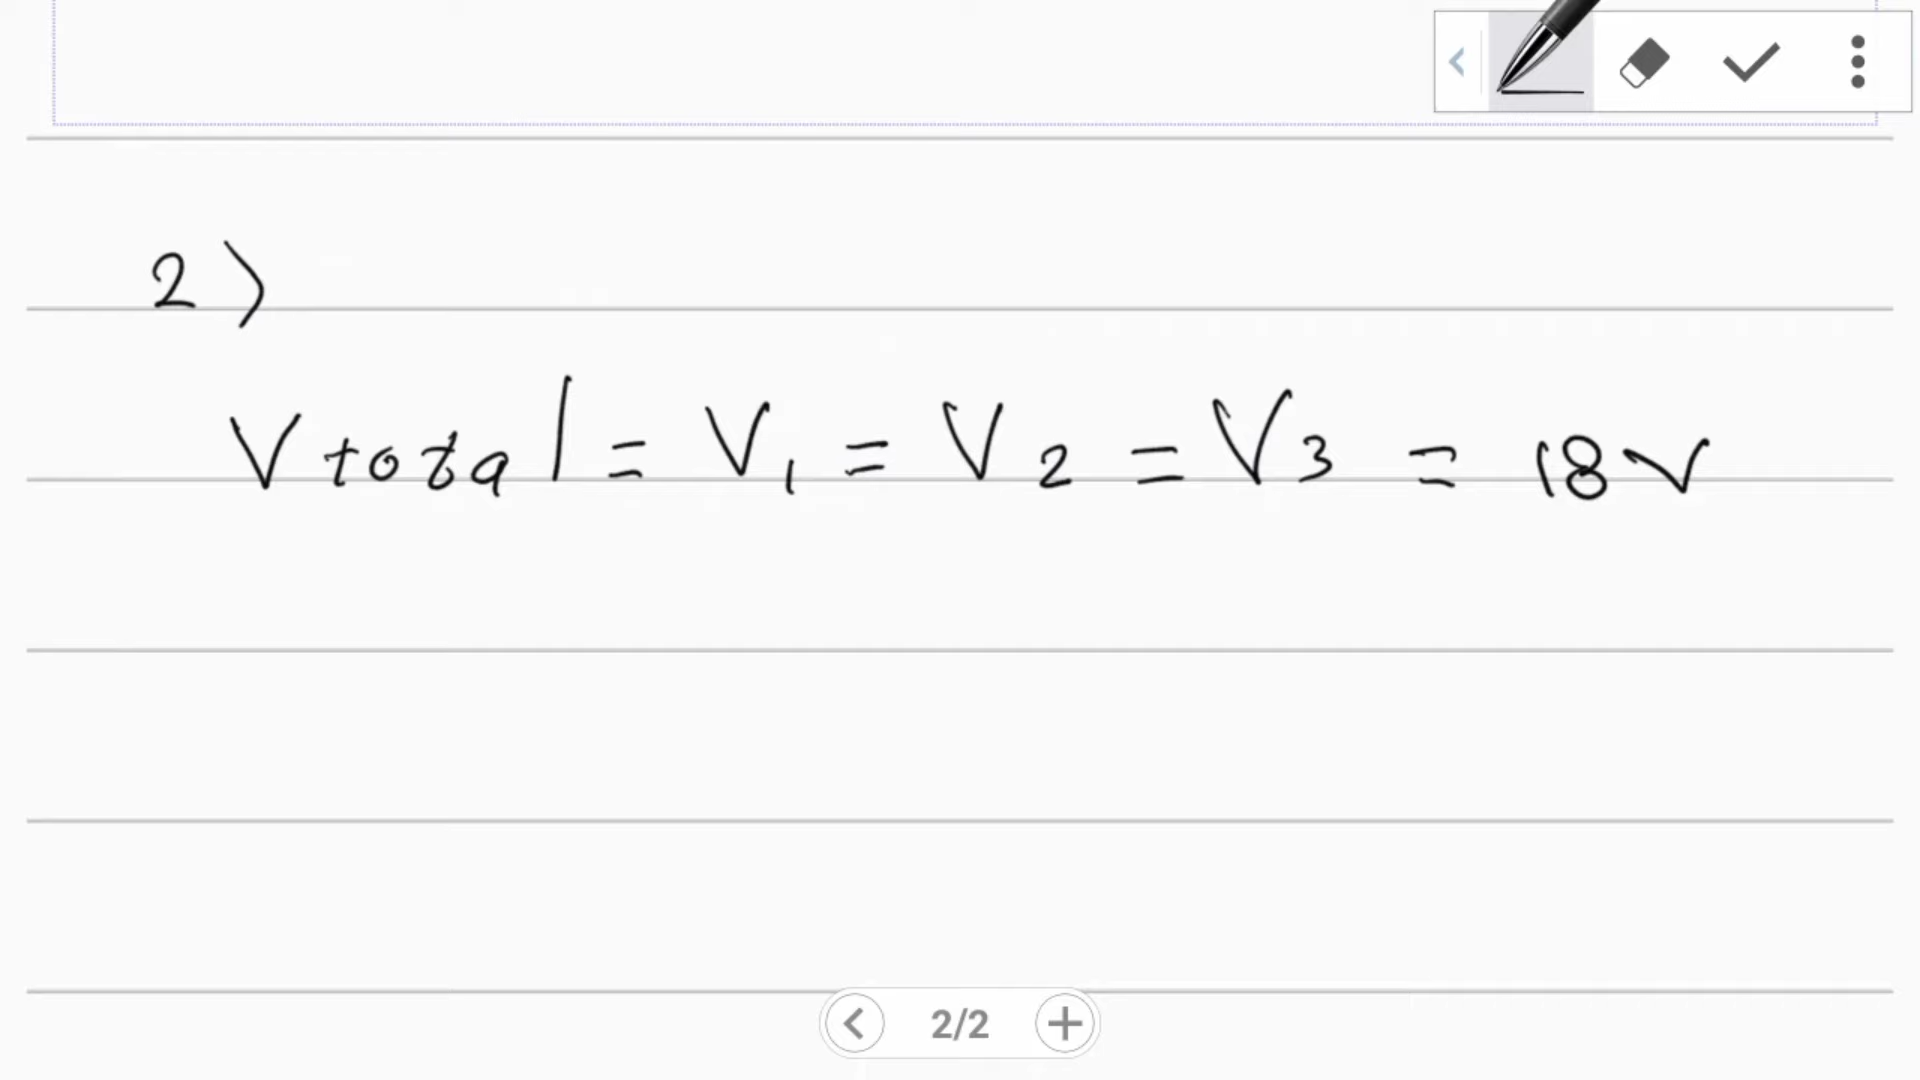 2)
Vtotal = V1 = V2 = V3 = 18V
2/2